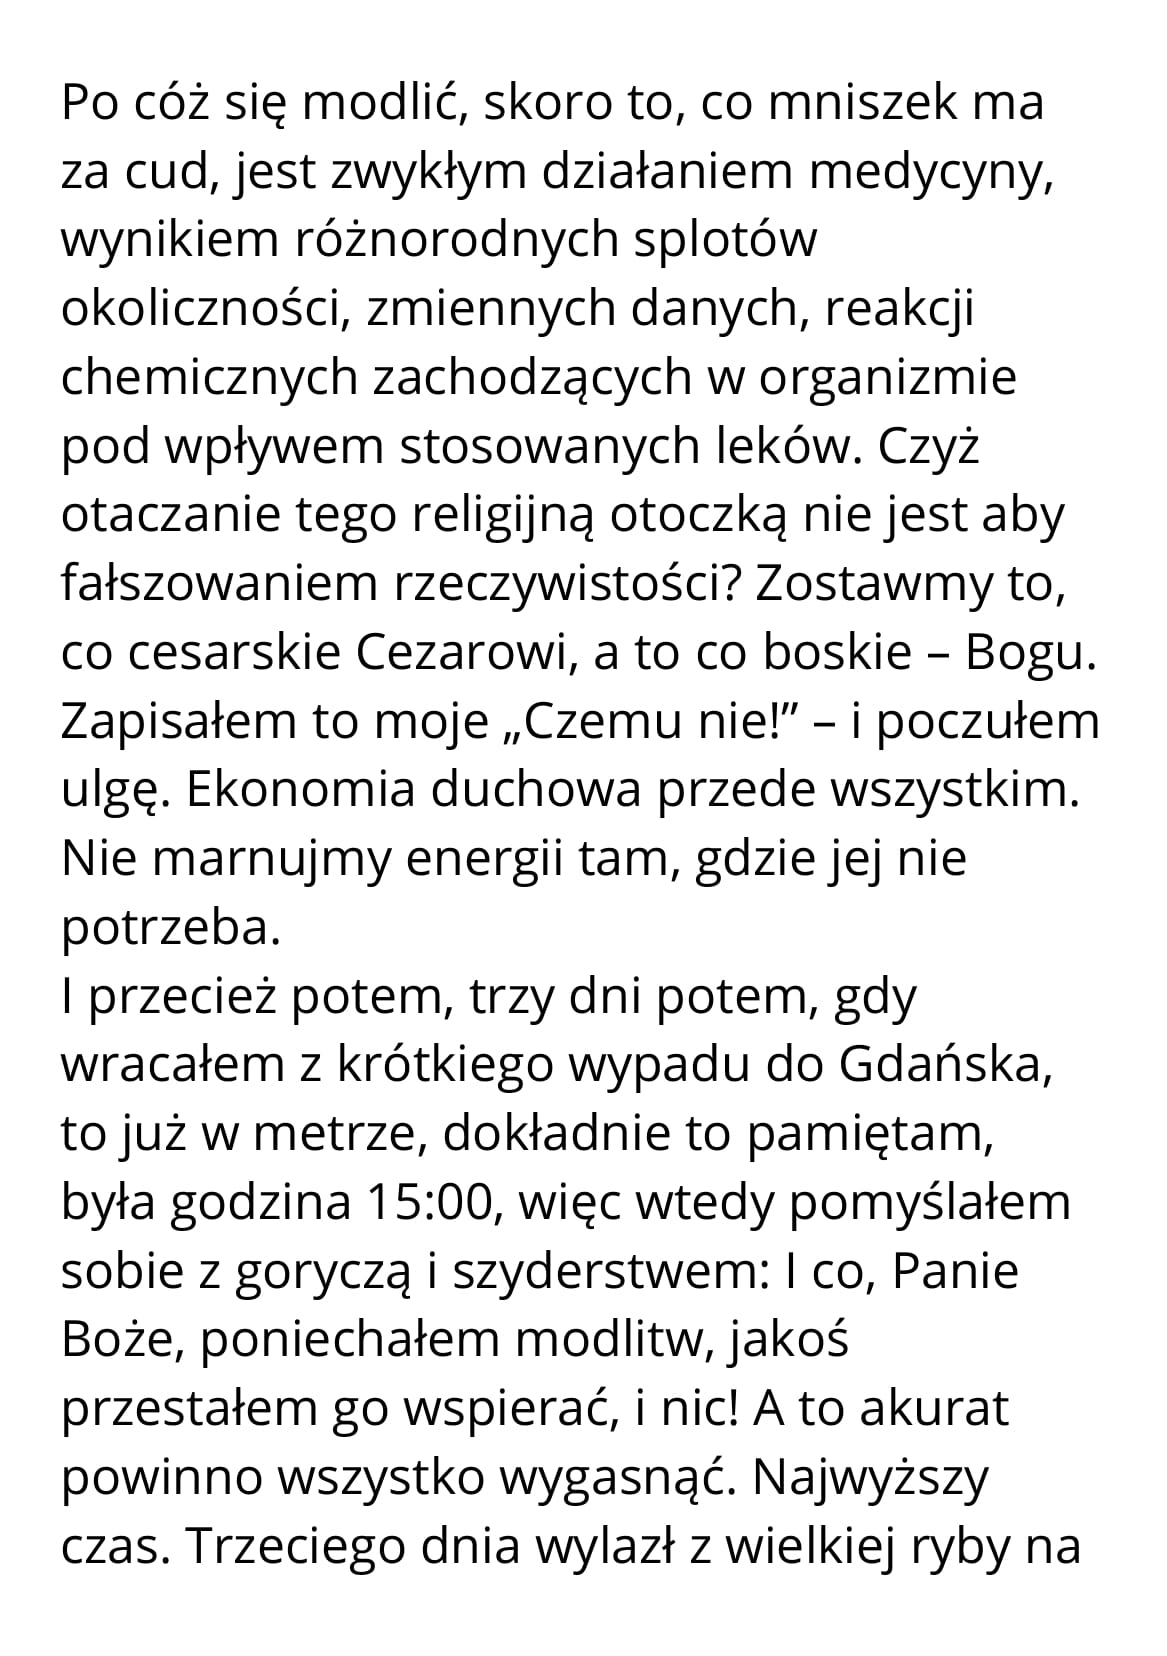 Po cóż się modlić, skoro to, co mniszek ma
za cud, jest zwykłym działaniem medycyny,
wynikiem różnorodnych splotów
okoliczności, zmiennych danych, reakcji
chemicznych zachodzących w organizmie
pod wpływem stosowanych leków. Czyż
otaczanie tego religijną otoczką nie jest aby
fałszowaniem rzeczywistości? Zostawmy to,
co cesarskie Cezarowi, a to co boskie – Bogu.
Zapisałem to moje „Czemu nie!” – i poczułem
ulgę. Ekonomia duchowa przede wszystkim.
Nie marnujmy energii tam, gdzie jej nie
potrzeba.
I przecież potem, trzy dni potem, gdy
wracałem z krótkiego wypadu do Gdańska,
to już w metrze, dokładnie to pamiętam,
była godzina 15:00, więc wtedy pomyślałem
sobie z goryczą i szyderstwem: I co, Panie
Boże, poniechałem modlitw, jakoś
przestałem go wspierać, i nic! A to akurat
powinno wszystko wygasnąć. Najwyższy
czas. Trzeciego dnia wylazł z wielkiej ryby na